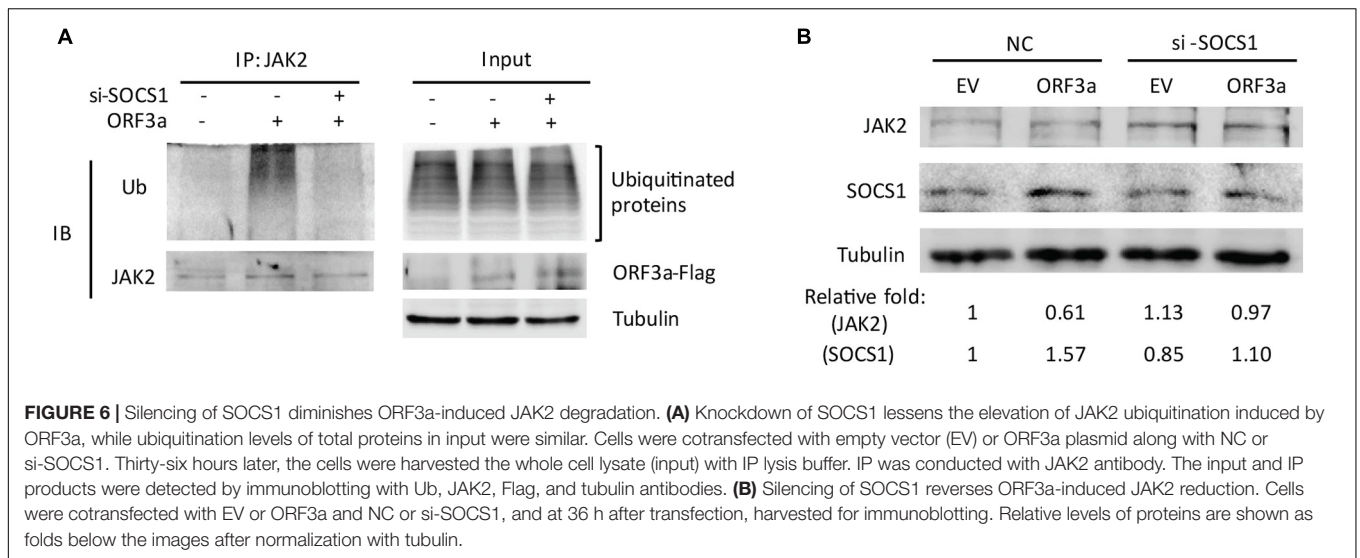 A
IP: JAK2 Input
si-SOCS1 - - + - - +
ORF3a - + + - + +
IB
Ub
Ubiquitinated
proteins
JAK2
ORF3a-Flag
Tubulin
B
NC si -SOCS1
EV ORF3a EV ORF3a
JAK2
SOCS1
Tubulin
Relative fold:
(JAK2) 1 0.61 1.13 0.97
(SOCS1) 1 1.57 0.85 1.10
FIGURE 6 | Silencing of SOCS1 diminishes ORF3a-induced JAK2 degradation. (A) Knockdown of SOCS1 lessens the elevation of JAK2 ubiquitination induced by
ORF3a, while ubiquitination levels of total proteins in input were similar. Cells were cotransfected with empty vector (EV) or ORF3a plasmid along with NC or
si-SOCS1. Thirty-six hours later, the cells were harvested the whole cell lysate (input) with IP lysis buffer. IP was conducted with JAK2 antibody. The input and IP
products were detected by immunoblotting with Ub, JAK2, Flag, and tubulin antibodies. (B) Silencing of SOCS1 reverses ORF3a-induced JAK2 reduction. Cells
were cotransfected with EV or ORF3a and NC or si-SOCS1, and at 36 h after transfection, harvested for immunoblotting. Relative levels of proteins are shown as
folds below the images after normalization with tubulin.